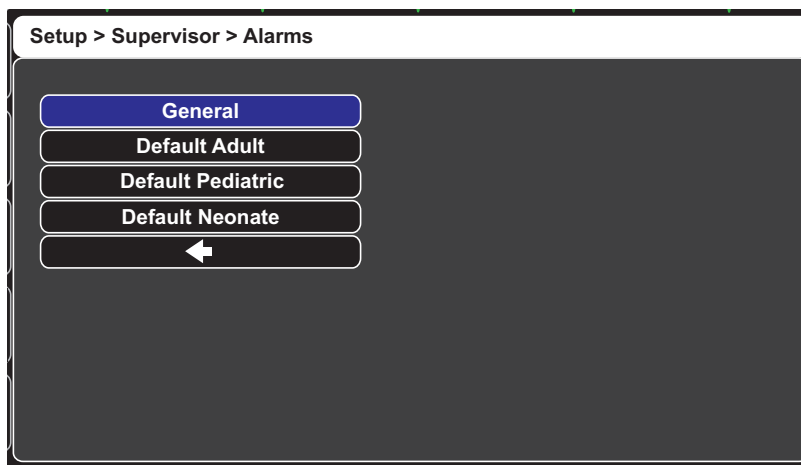 Setup > Supervisor > Alarms
General
Default Adult
Default Pediatric
Default Neonate